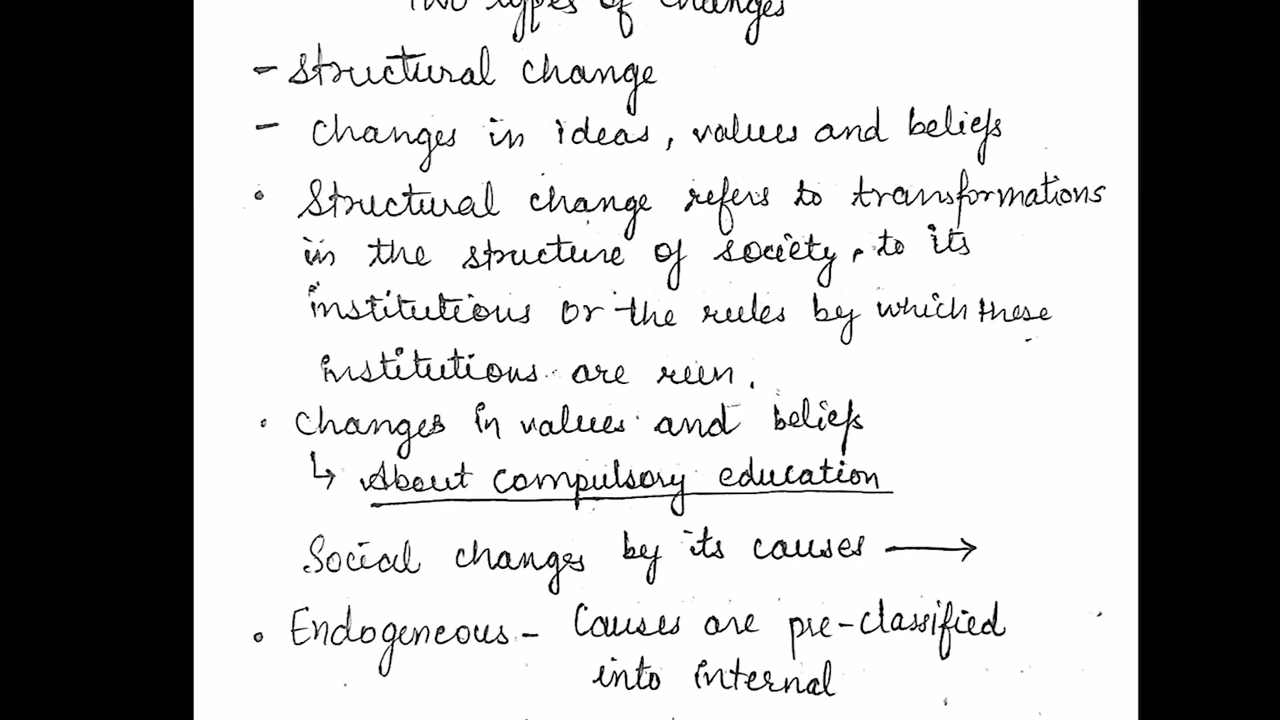 Two types of changes
- Structural change
- Changes in ideas, values and beliefs
• Structural change refers to transformations
in the structure of society, to its
institutions or the rules by which these
institutions are run.
• Changes in values and beliefs
↳ About compulsory education
Social changes by its causes →
• Endogeneous - Causes are pre-classified
into internal